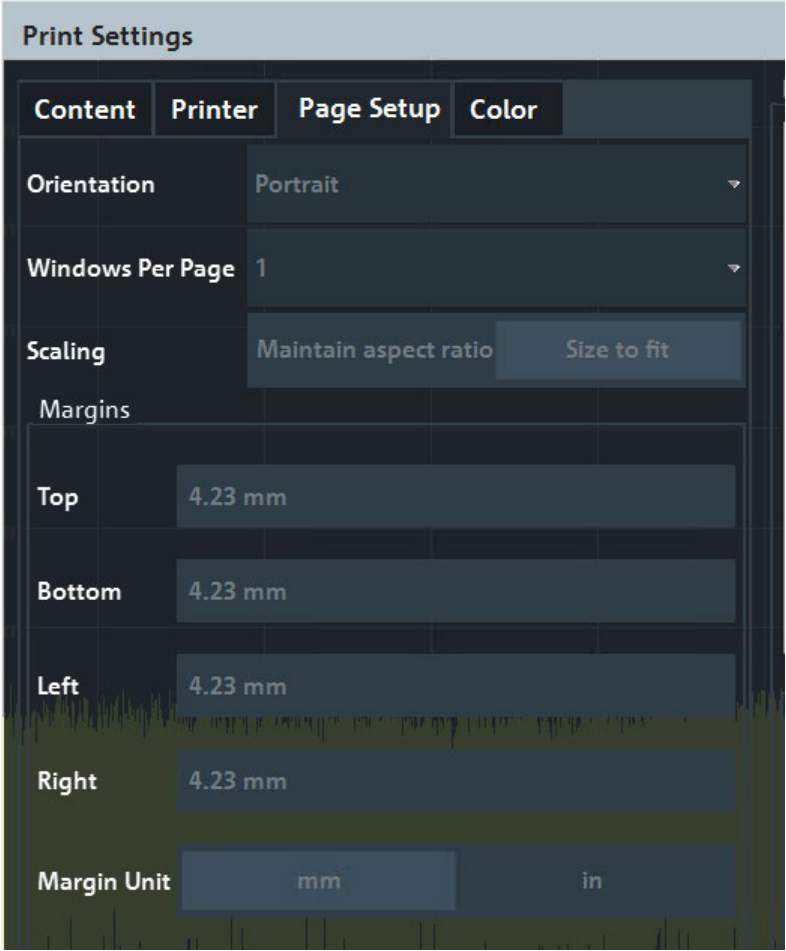 Print Settings
Content Printer Page Setup Color
Orientation Portrait
Windows Per Page 1
Scaling Maintain aspect ratio Size to fit
Margins
Top 4.23 mm
Bottom 4.23 mm
Left 4.23 mm
Right 4.23 mm
Margin Unit mm in